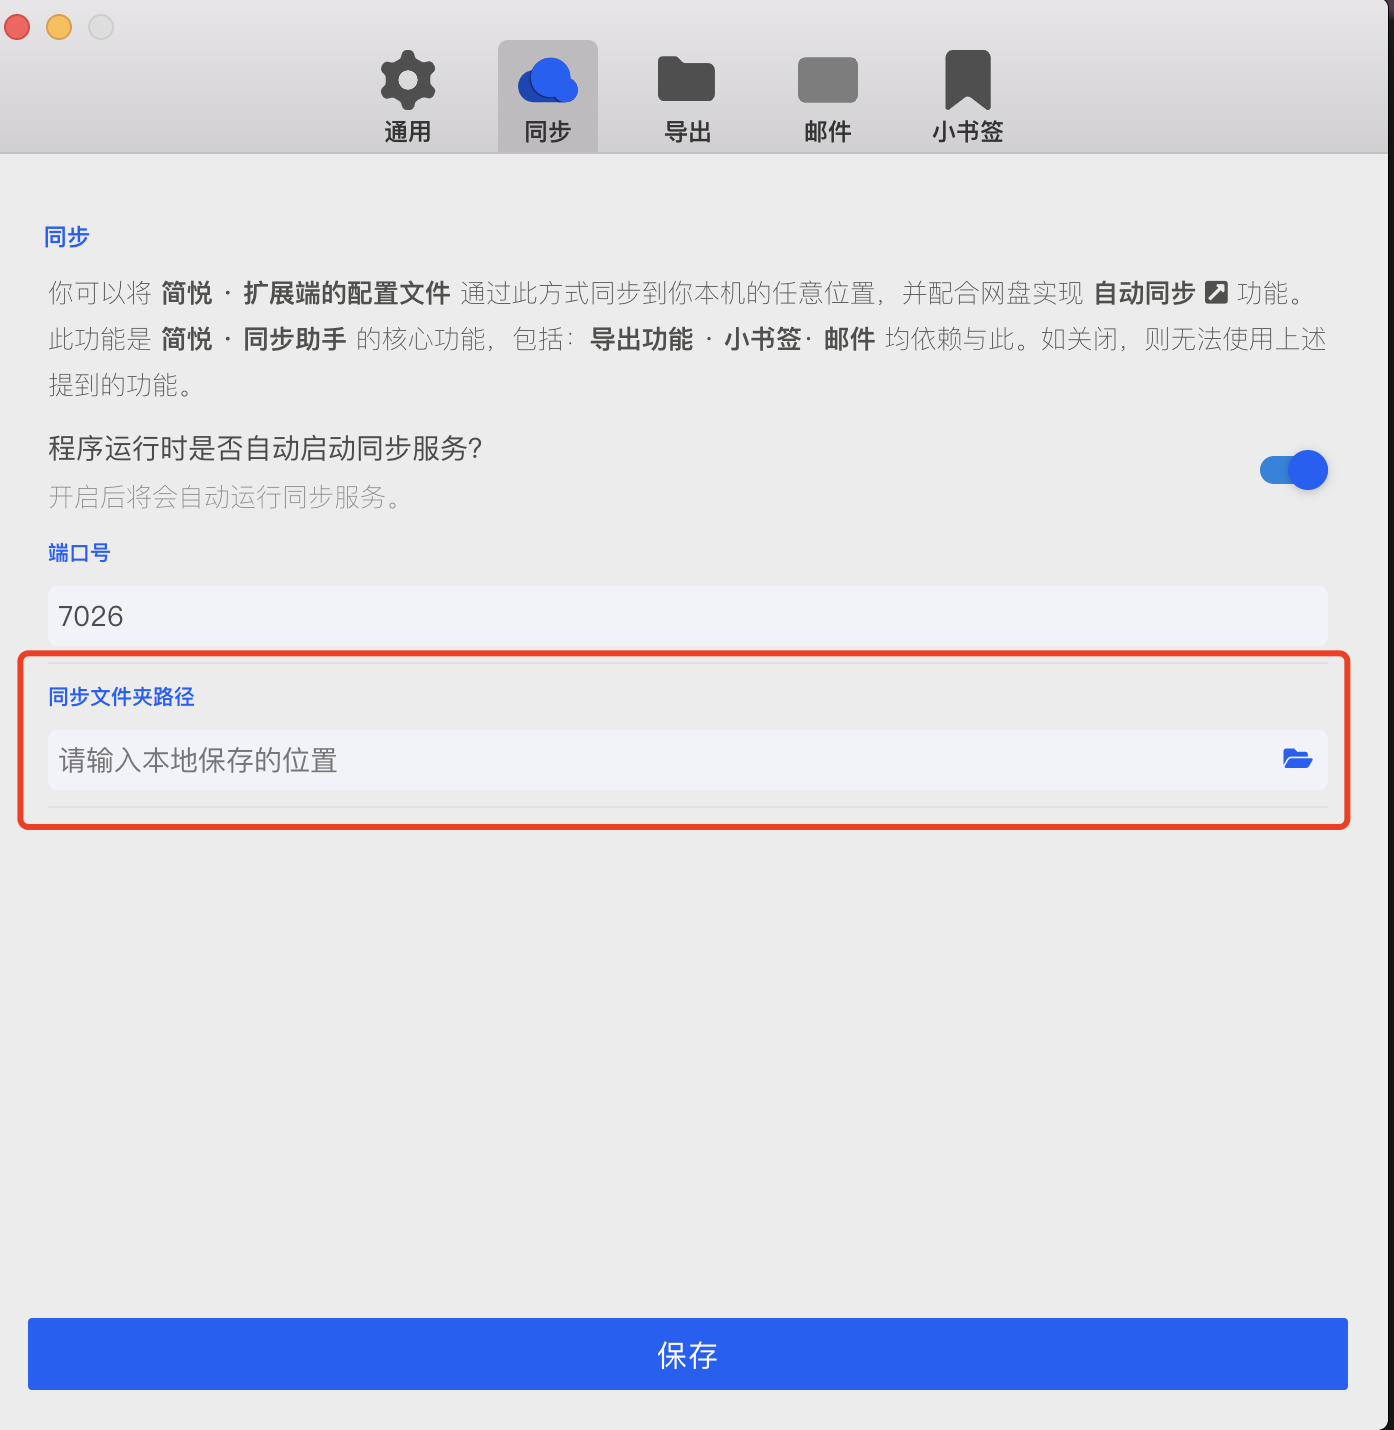 通用 同步 导出 邮件 小书签
同步
你可以将 简悦 · 扩展端的配置文件 通过此方式同步到你本机的任意位置，并配合网盘实现 自动同步 功能。
此功能是 简悦 · 同步助手 的核心功能，包括：导出功能 · 小书签· 邮件 均依赖与此。如关闭，则无法使用上述
提到的功能。
程序运行时是否自动启动同步服务?
开启后将会自动运行同步服务。
端口号
7026
同步文件夹路径
请输入本地保存的位置
保存